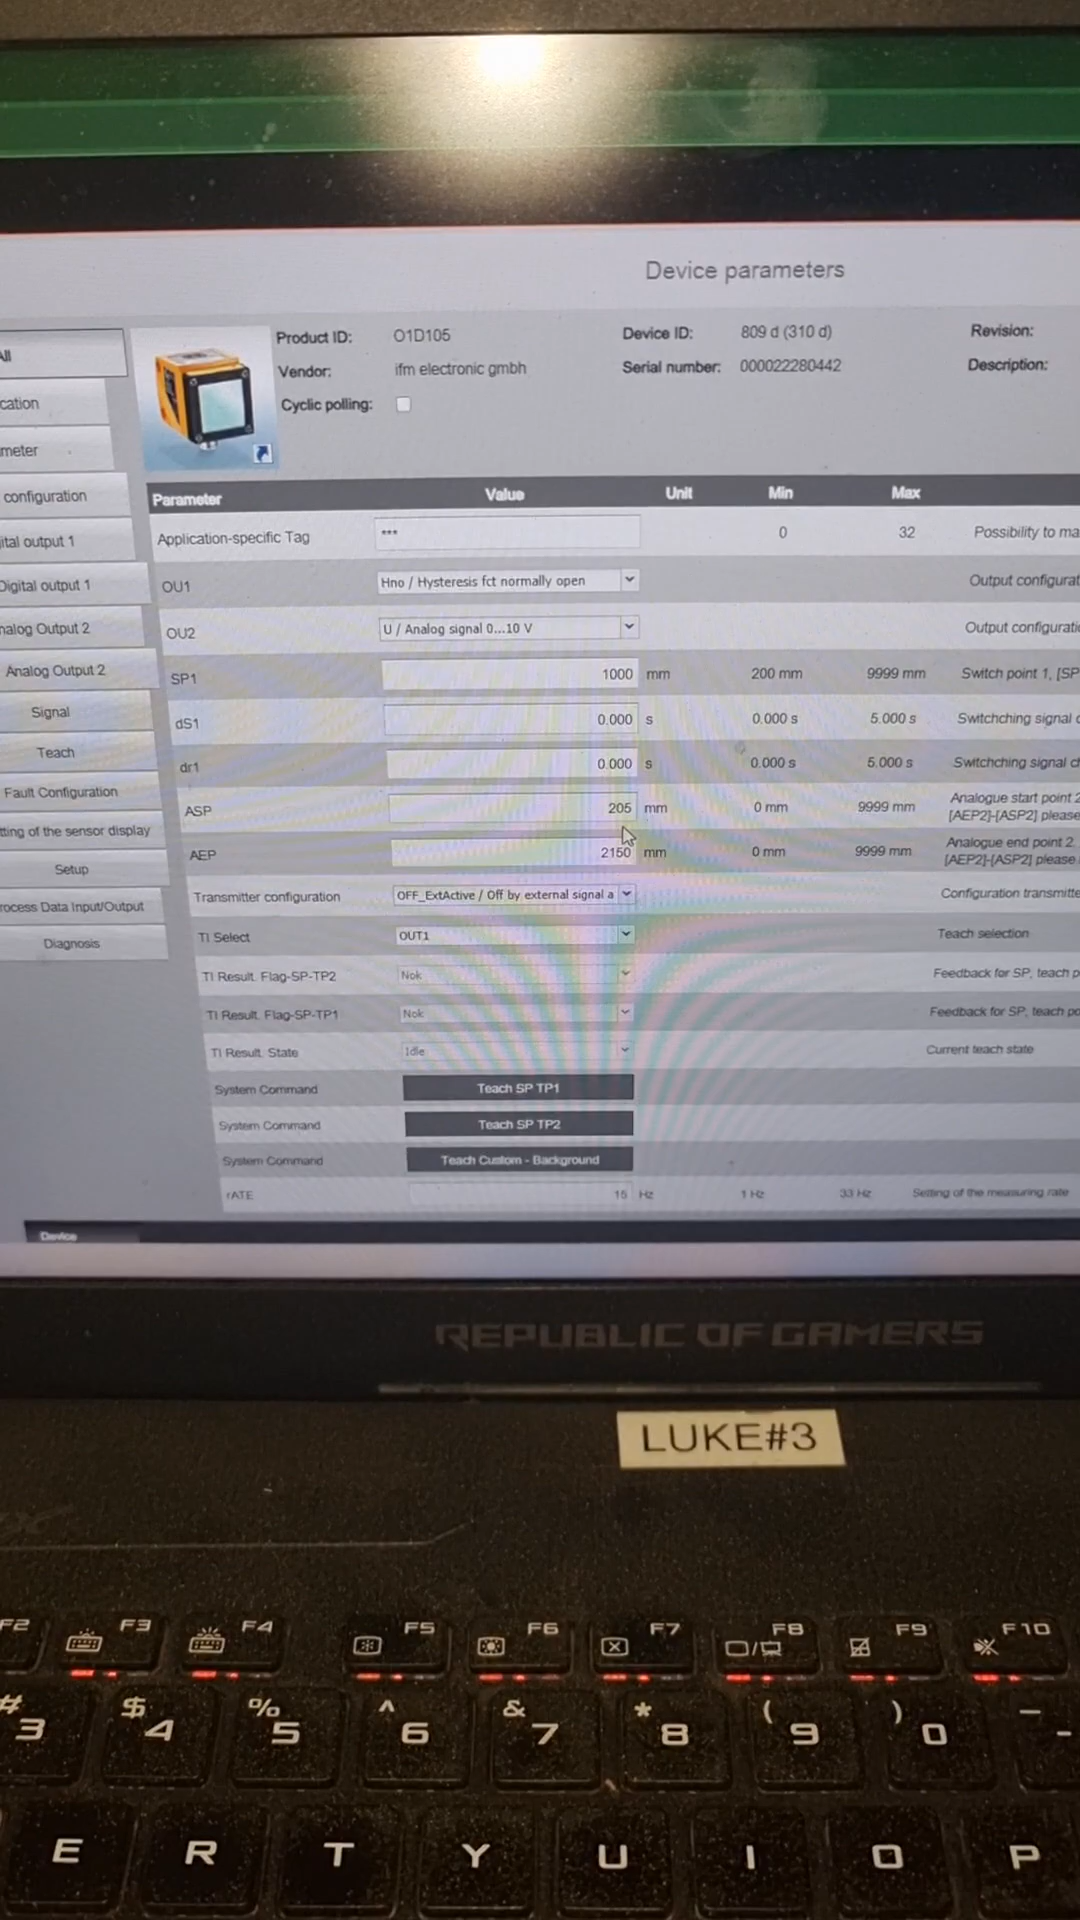 Device parameters
Product ID: O1D105 Device ID: 809 d (310 d) Revision:
Vendor: ifm electronic gmbh Serial number: 000022280442 Description:
Cyclic polling:
All
cation
meter
configuration
ital output 1
Digital output 1
nalog Output 2
Analog Output 2
Signal
Teach
Fault Configuration
tting of the sensor display
Setup
rocess Data Input/Output
Diagnosis
Parameter Value Unit Min Max
Application-specific Tag *** 0 32 Possibility to ma
OU1 Hno / Hysteresis fct normally open Output configurat
OU2 U / Analog signal 0...10 V Output configuratio
SP1 1000 mm 200 mm 9999 mm Switch point 1, [SP
dS1 0.000 s 0.000 s 5.000 s Switchching signal c
dr1 0.000 s 0.000 s 5.000 s Switchching signal ch
ASP 205 mm 0 mm 9999 mm Analogue start point 2
[AEP2]-[ASP2] please
AEP 2150 mm 0 mm 9999 mm Analogue end point 2.
[AEP2]-[ASP2] please
Transmitter configuration OFF_ExtActive / Off by external signal a Configuration transmitte
TI Select OUT1 Teach selection
TI Result. Flag-SP-TP2 Nok Feedback for SP, teach p
TI Result. Flag-SP-TP1 Nok Feedback for SP, teach po
TI Result. State Idle Current teach state
System Command Teach SP TP1
System Command Teach SP TP2
System Command Teach Custom - Background
rATE 15 Hz 1 Hz 33 Hz Setting of the measuring rate
Device
REPUBLIC OF GAMERS
LUKE#3
F2 F3 F4 F5 F6 F7 F8 F9 F10
# $ % ^ & * ( ) _
3 4 5 6 7 8 9 0 -
E R T Y U I O P